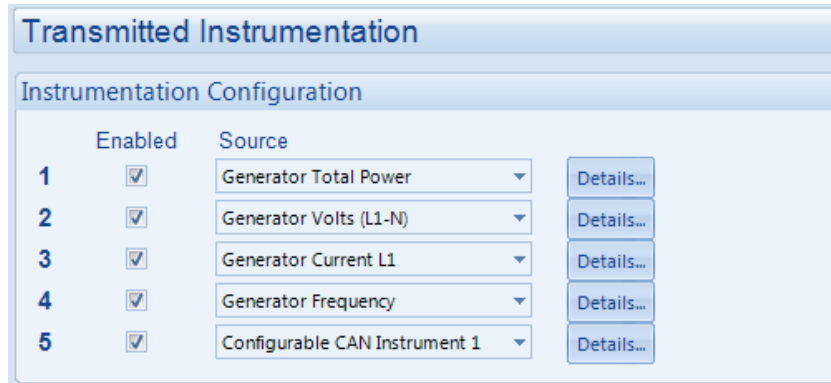 Transmitted Instrumentation
Instrumentation Configuration
Enabled Source
1 Generator Total Power Details...
2 Generator Volts (L1-N) Details...
3 Generator Current L1 Details...
4 Generator Frequency Details...
5 Configurable CAN Instrument 1 Details...